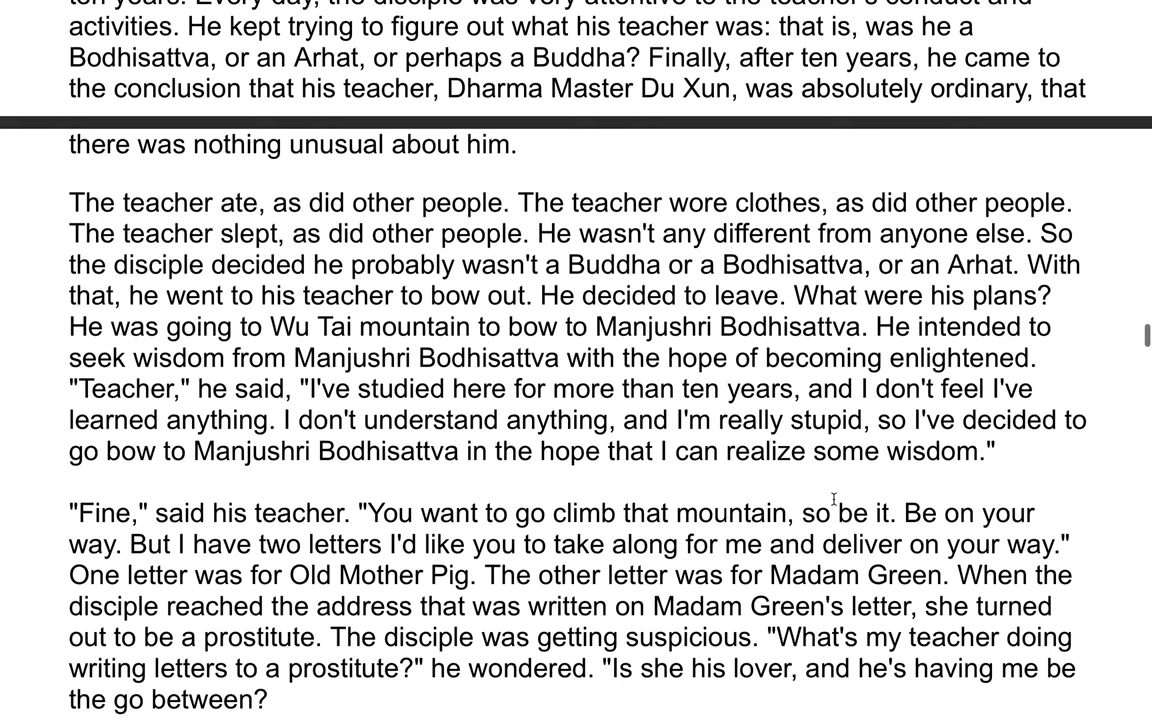 ten years. Every day, the disciple was very attentive to the teacher's conduct and
activities. He kept trying to figure out what his teacher was: that is, was he a
Bodhisattva, or an Arhat, or perhaps a Buddha? Finally, after ten years, he came to
the conclusion that his teacher, Dharma Master Du Xun, was absolutely ordinary, that
there was nothing unusual about him.
The teacher ate, as did other people. The teacher wore clothes, as did other people.
The teacher slept, as did other people. He wasn't any different from anyone else. So
the disciple decided he probably wasn't a Buddha or a Bodhisattva, or an Arhat. With
that, he went to his teacher to bow out. He decided to leave. What were his plans?
He was going to Wu Tai mountain to bow to Manjushri Bodhisattva. He intended to
seek wisdom from Manjushri Bodhisattva with the hope of becoming enlightened.
"Teacher," he said, "I've studied here for more than ten years, and I don't feel I've
learned anything. I don't understand anything, and I'm really stupid, so I've decided to
go bow to Manjushri Bodhisattva in the hope that I can realize some wisdom."
"Fine," said his teacher. "You want to go climb that mountain, so be it. Be on your
way. But I have two letters I'd like you to take along for me and deliver on your way."
One letter was for Old Mother Pig. The other letter was for Madam Green. When the
disciple reached the address that was written on Madam Green's letter, she turned
out to be a prostitute. The disciple was getting suspicious. "What's my teacher doing
writing letters to a prostitute?" he wondered. "Is she his lover, and he's having me be
the go between?